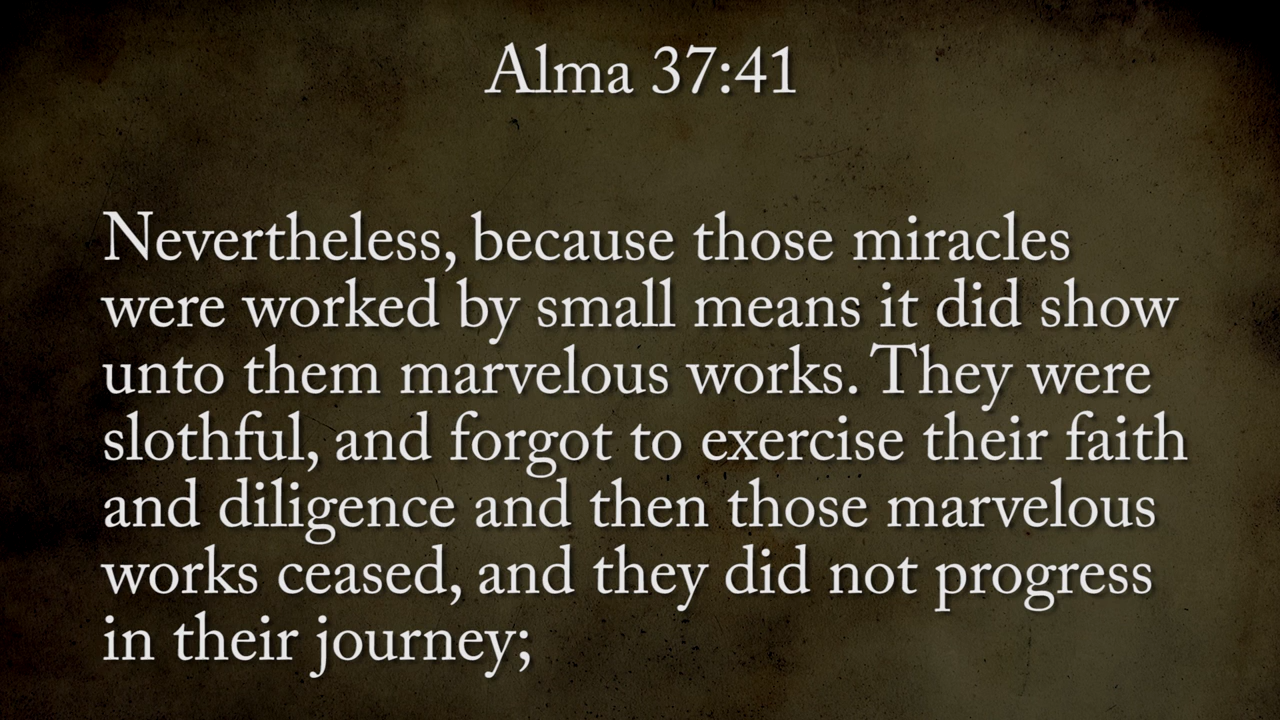 Alma 37:41
Nevertheless, because those miracles
were worked by small means it did show
unto them marvelous works. They were
slothful, and forgot to exercise their faith
and diligence and then those marvelous
works ceased, and they did not progress
in their journey;